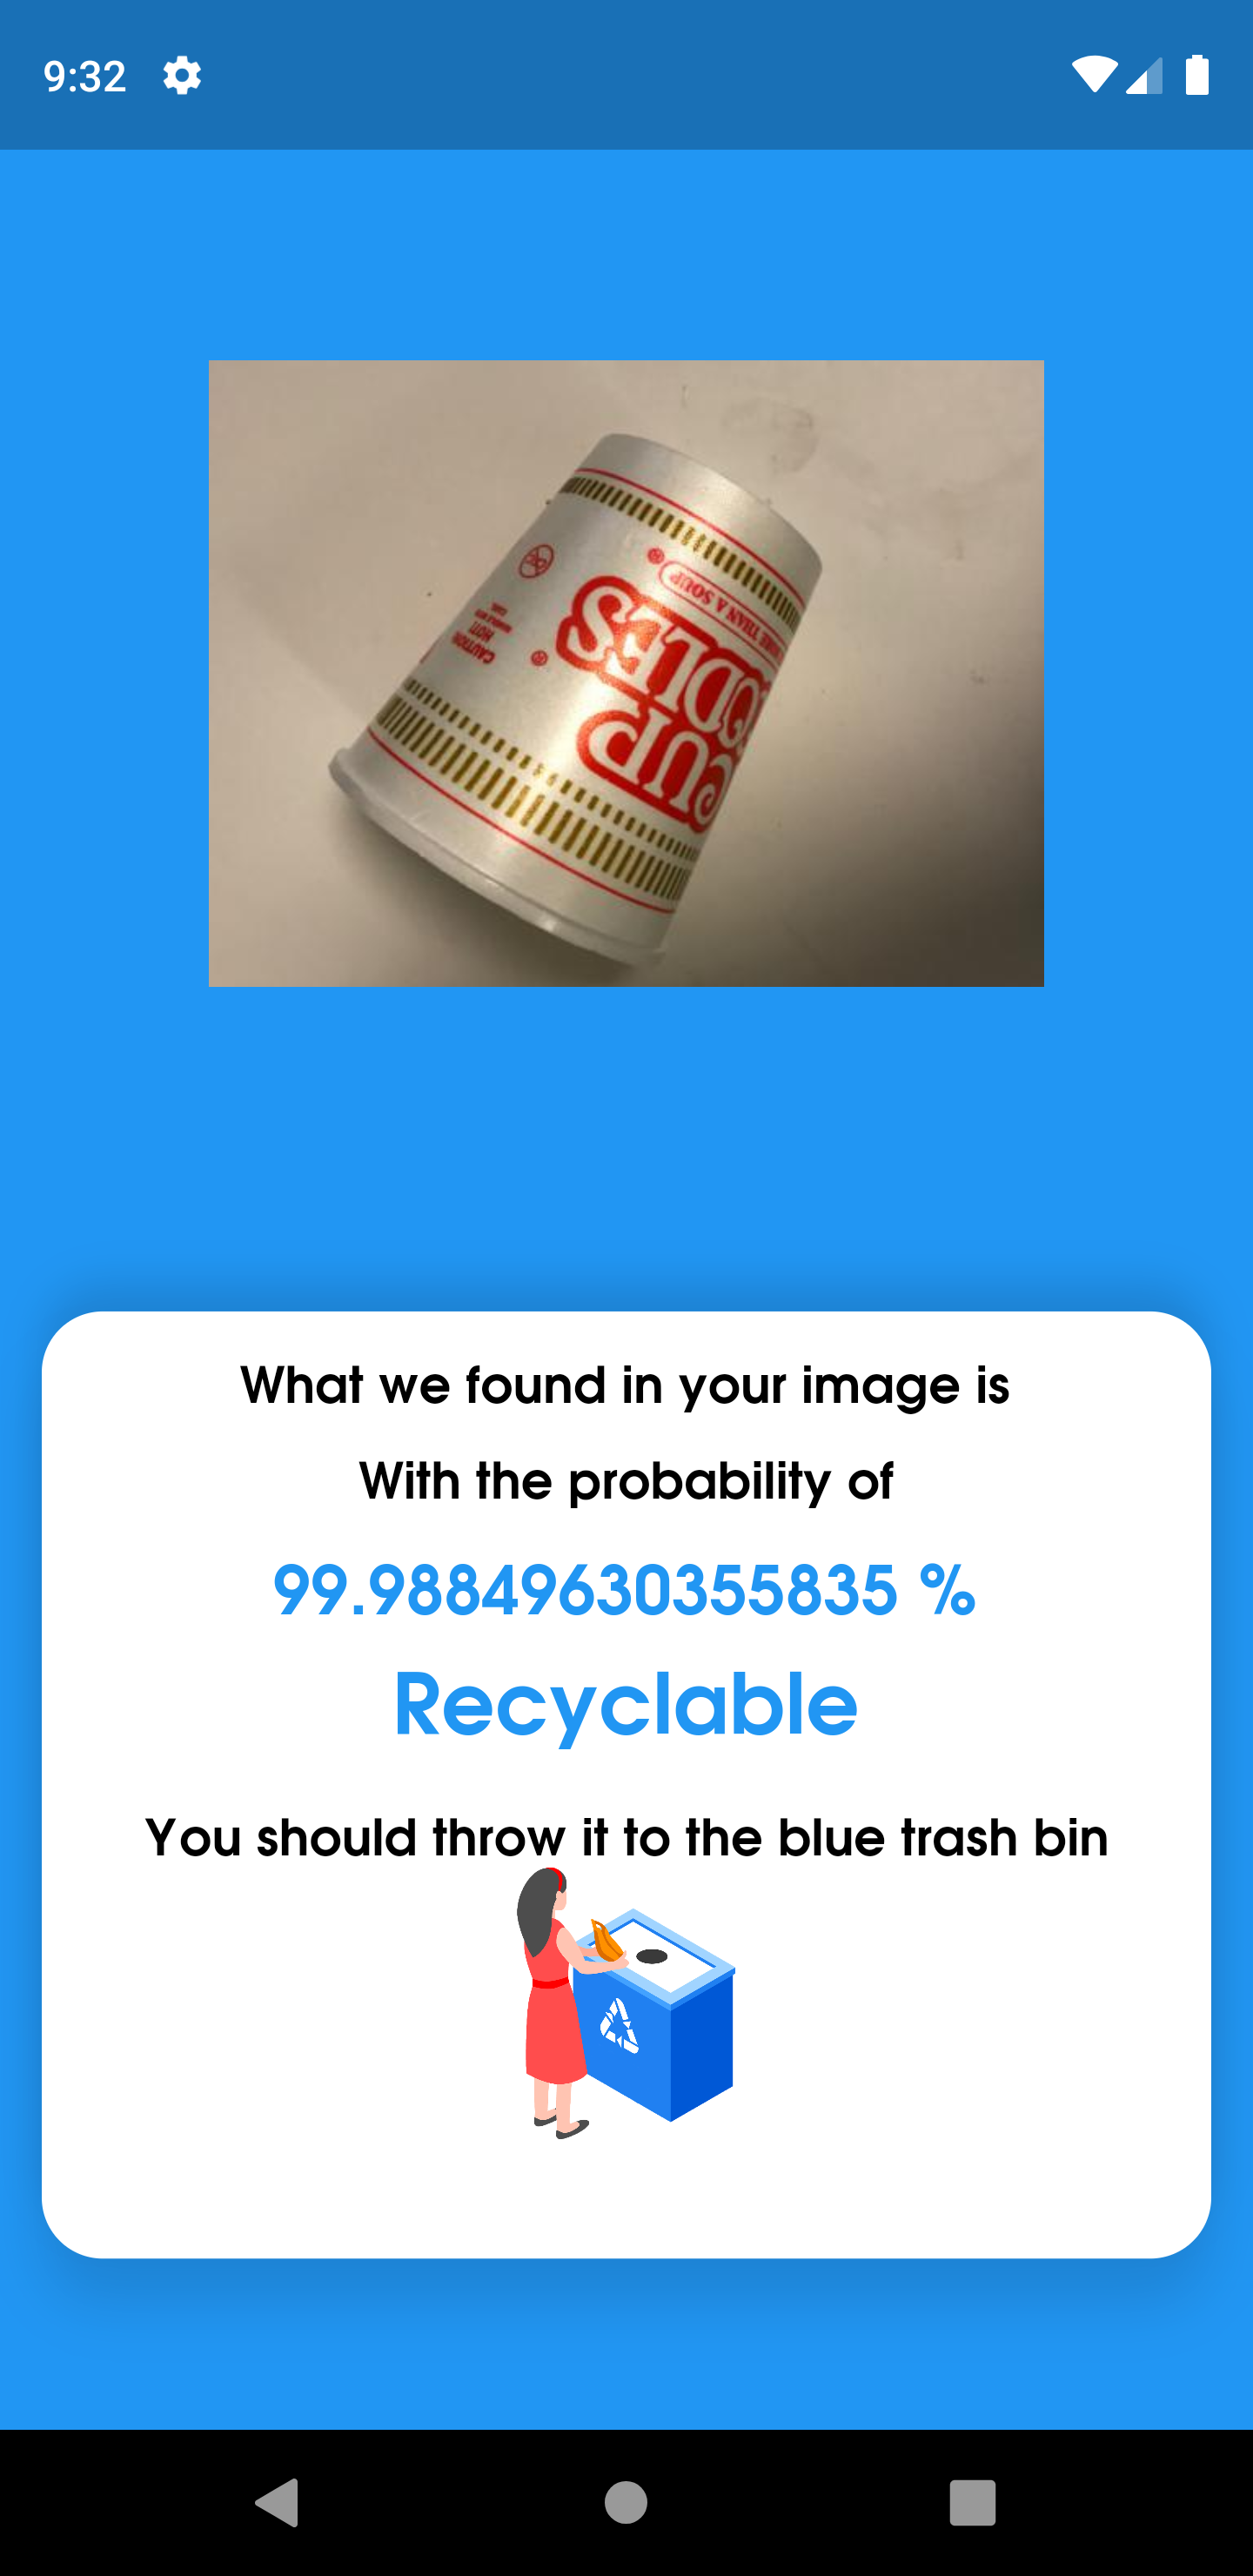 9:32
MORE THAN A SOUP
NOODLES
CUP
CAUTION
HOT!
What we found in your image is
With the probability of
99.98849630355835 %
Recyclable
You should throw it to the blue trash bin